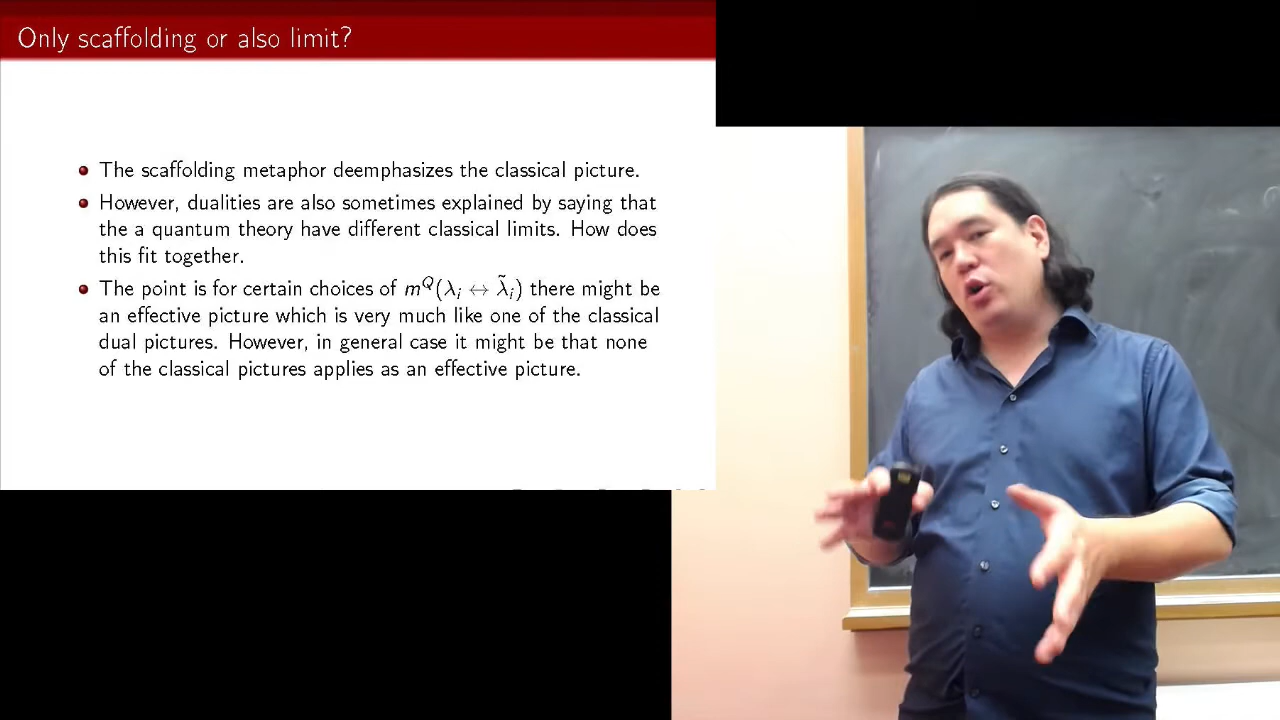 Only scaffolding or also limit?
The scaffolding metaphor deemphasizes the classical picture.
However, dualities are also sometimes explained by saying that
the a quantum theory have different classical limits. How does
this fit together.
The point is for certain choices of m^Q(λ_i ↔ λ̃_i) there might be
an effective picture which is very much like one of the classical
dual pictures. However, in general case it might be that none
of the classical pictures applies as an effective picture.